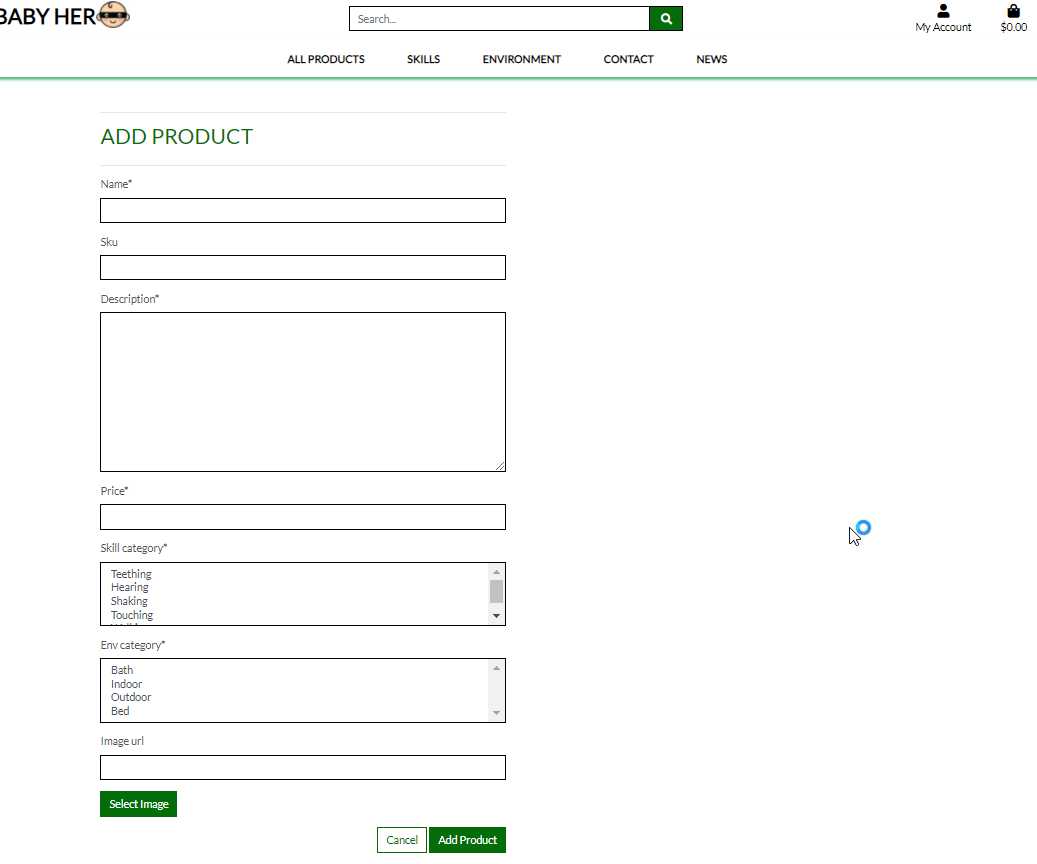 BABY HER
Search...
My Account
$0.00
ALL PRODUCTS SKILLS ENVIRONMENT CONTACT NEWS
ADD PRODUCT
Name*
Sku
Description*
Price*
Skill category*
Teething
Hearing
Shaking
Touching
Env category*
Bath
Indoor
Outdoor
Bed
Image url
Select Image
Cancel Add Product